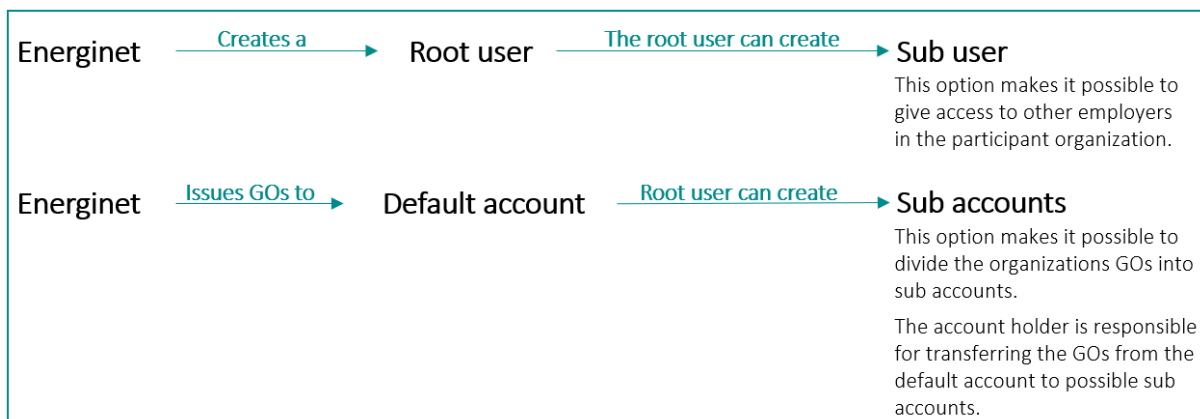 Energinet Creates a Root user The root user can create Sub user
This option makes it possible to
give access to other employers
in the participant organization.
Energinet Issues GOs to Default account Root user can create Sub accounts
This option makes it possible to
divide the organizations GOs into
sub accounts.
The account holder is responsible
for transferring the GOs from the
default account to possible sub
accounts.